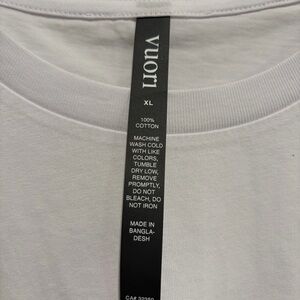 vuori
XL
100%
COTTON
MACHINE
WASH COLD
WITH LIKE
COLORS,
TUMBLE
DRY LOW,
REMOVE
PROMPTLY,
DO NOT
BLEACH, DO
NOT IRON
MADE IN
BANGLA-
DESH
CA#